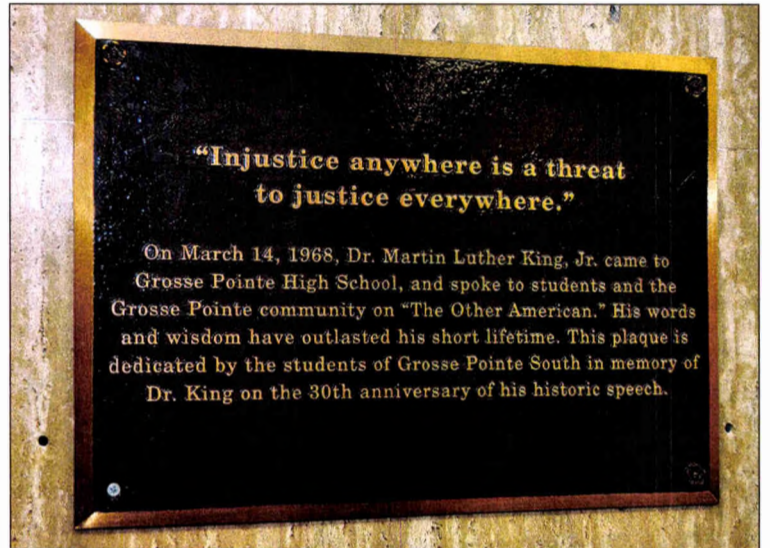 “Injustice anywhere is a threat
to justice everywhere.”
On March 14, 1968, Dr. Martin Luther King, Jr. came to
Grosse Pointe High School, and spoke to students and the
Grosse Pointe community on “The Other American.” His words
and wisdom have outlasted his short lifetime. This plaque is
dedicated by the students of Grosse Pointe South in memory of
Dr. King on the 30th anniversary of his historic speech.